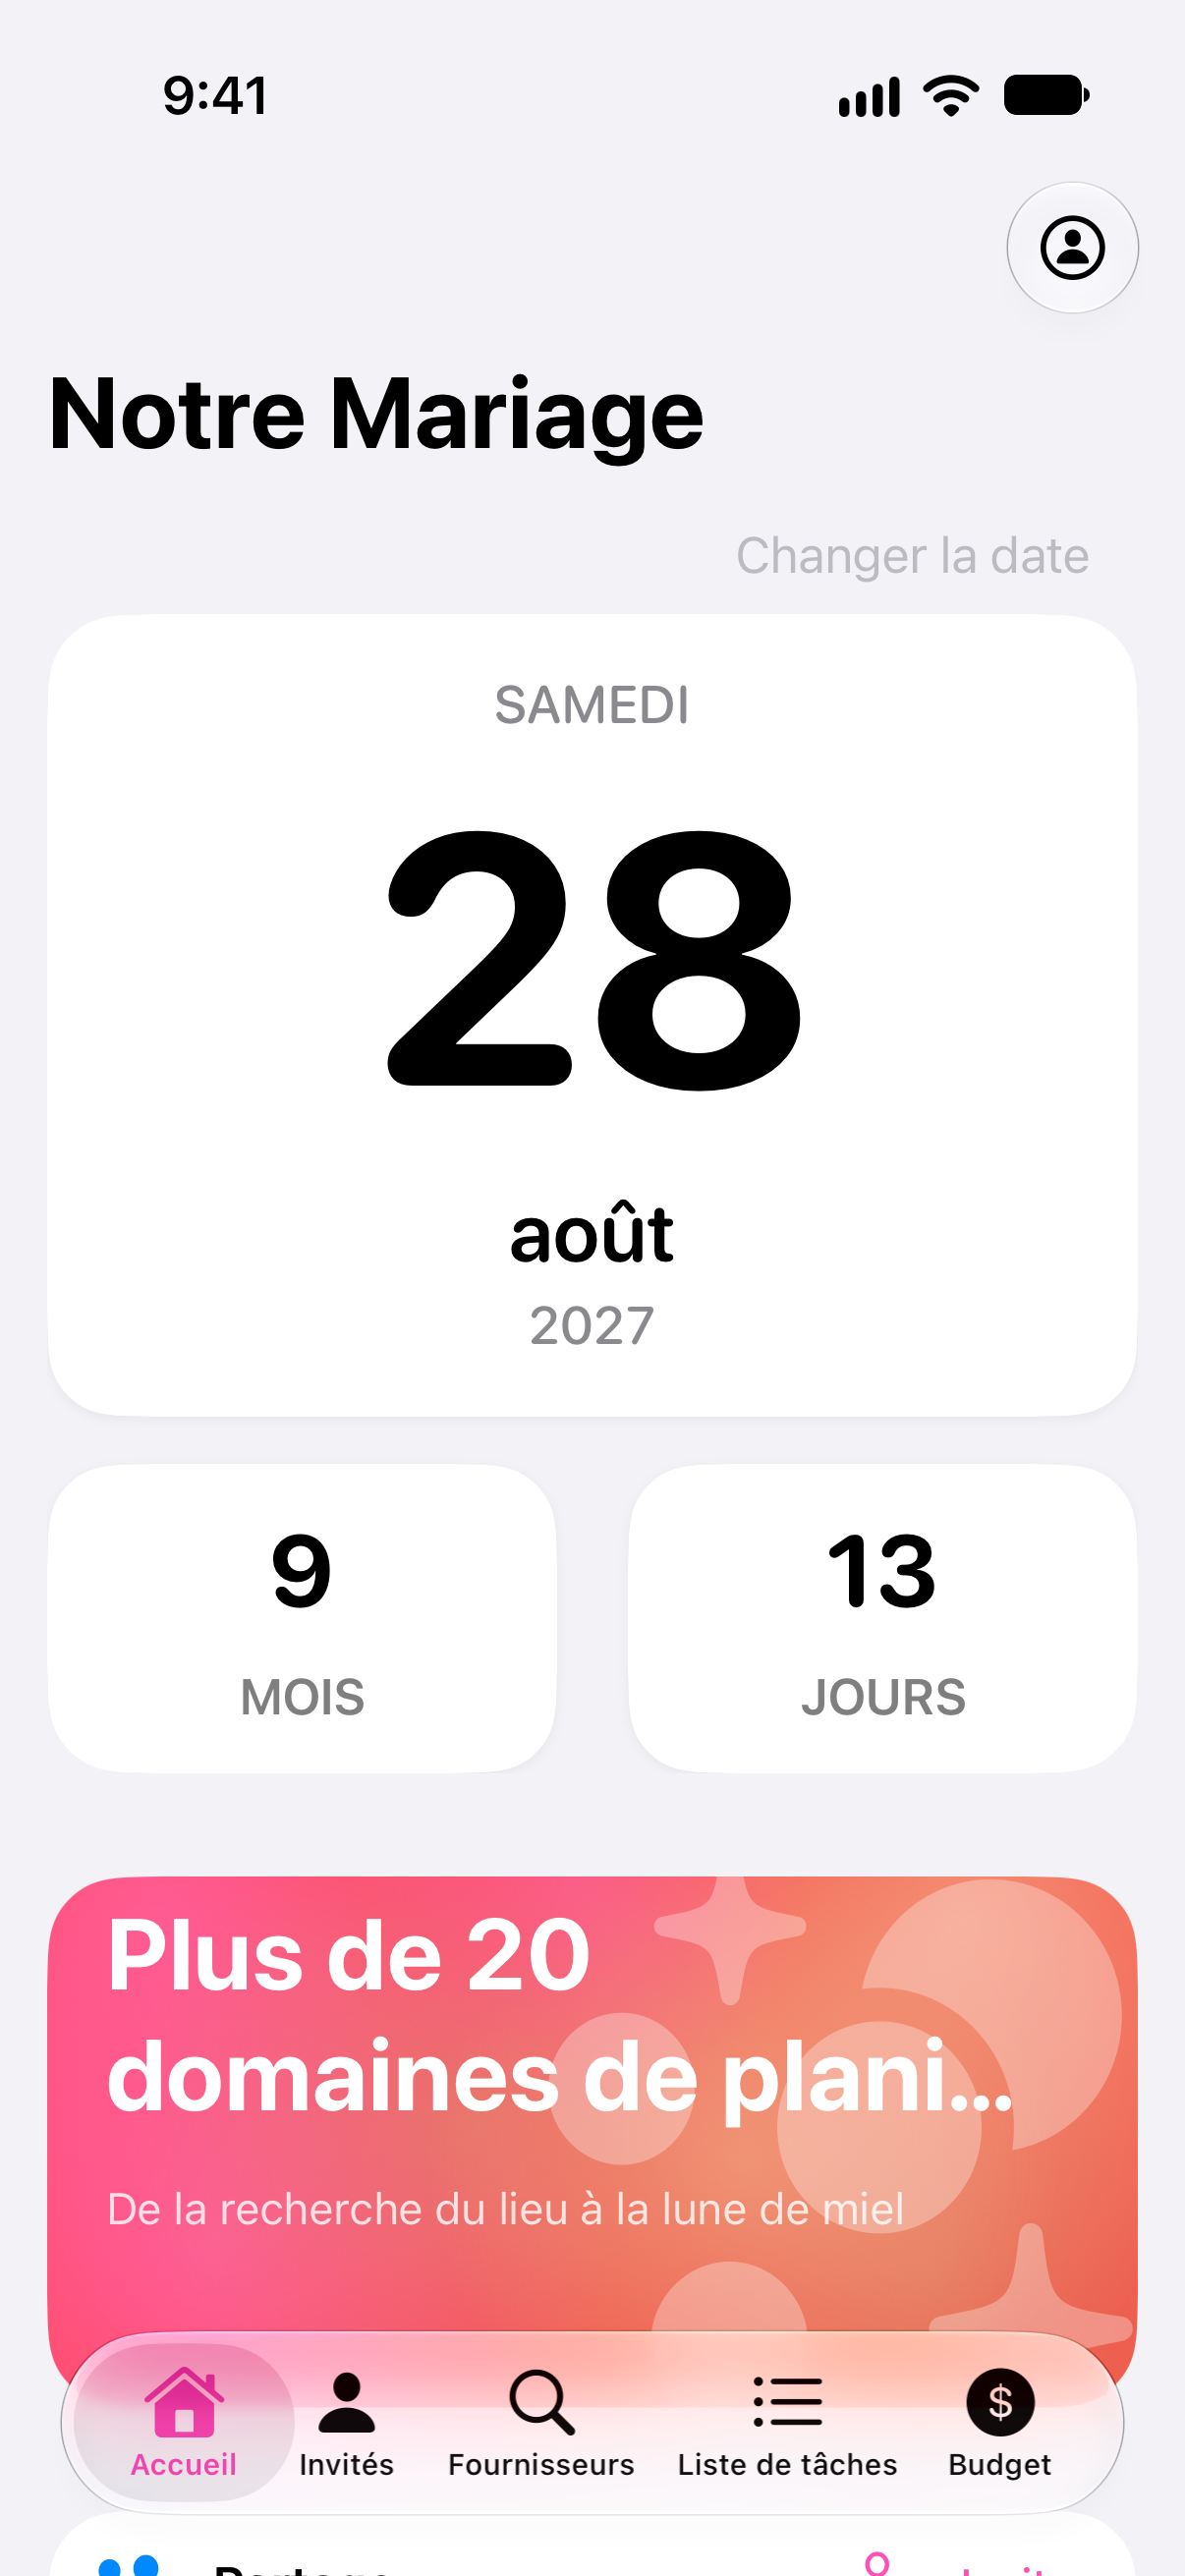 9:41
Notre Mariage
Changer la date
SAMEDI
28
août
2027
9
MOIS
13
JOURS
Plus de 20
domaines de plani...
De la recherche du lieu à la lune de miel
Accueil
Invités
Fournisseurs
Liste de tâches
$
Budget